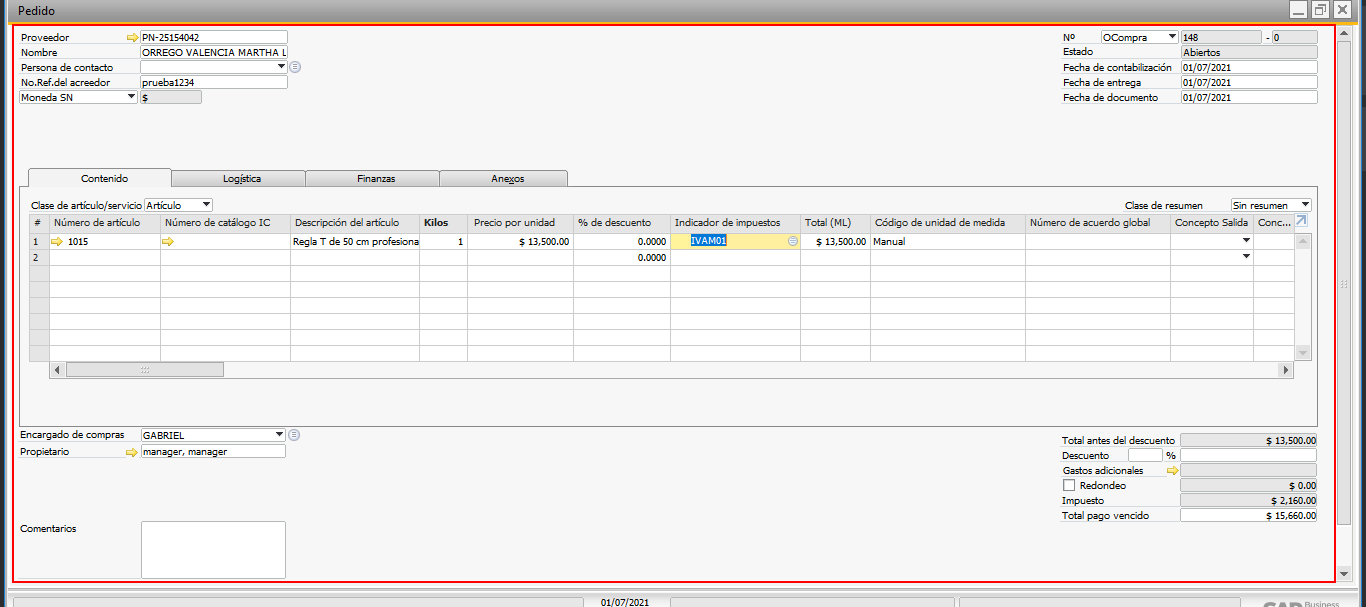 Pedido
Proveedor PN-25154042
Nombre ORREGO VALENCIA MARTHA L
Persona de contacto
No.Ref.del acreedor prueba1234
Moneda SN $
Nº OCompra 148 - 0
Estado Abiertos
Fecha de contabilización 01/07/2021
Fecha de entrega 01/07/2021
Fecha de documento 01/07/2021
Contenido Logística Finanzas Anexos
Clase de artículo/servicio Artículo Clase de resumen Sin resumen
# Número de artículo Número de catálogo IC Descripción del artículo Kilos Precio por unidad % de descuento Indicador de impuestos Total (ML) Código de unidad de medida Número de acuerdo global Concepto Salida Conc...
1 1015 Regla T de 50 cm profesiona 1 $ 13,500.00 0.0000 IVAM01 $ 13,500.00 Manual
2 0.0000
Encargado de compras GABRIEL
Propietario manager, manager
Comentarios
Total antes del descuento $ 13,500.00
Descuento %
Gastos adicionales
Redondeo $ 0.00
Impuesto $ 2,160.00
Total pago vencido $ 15,660.00
01/07/2021
Business